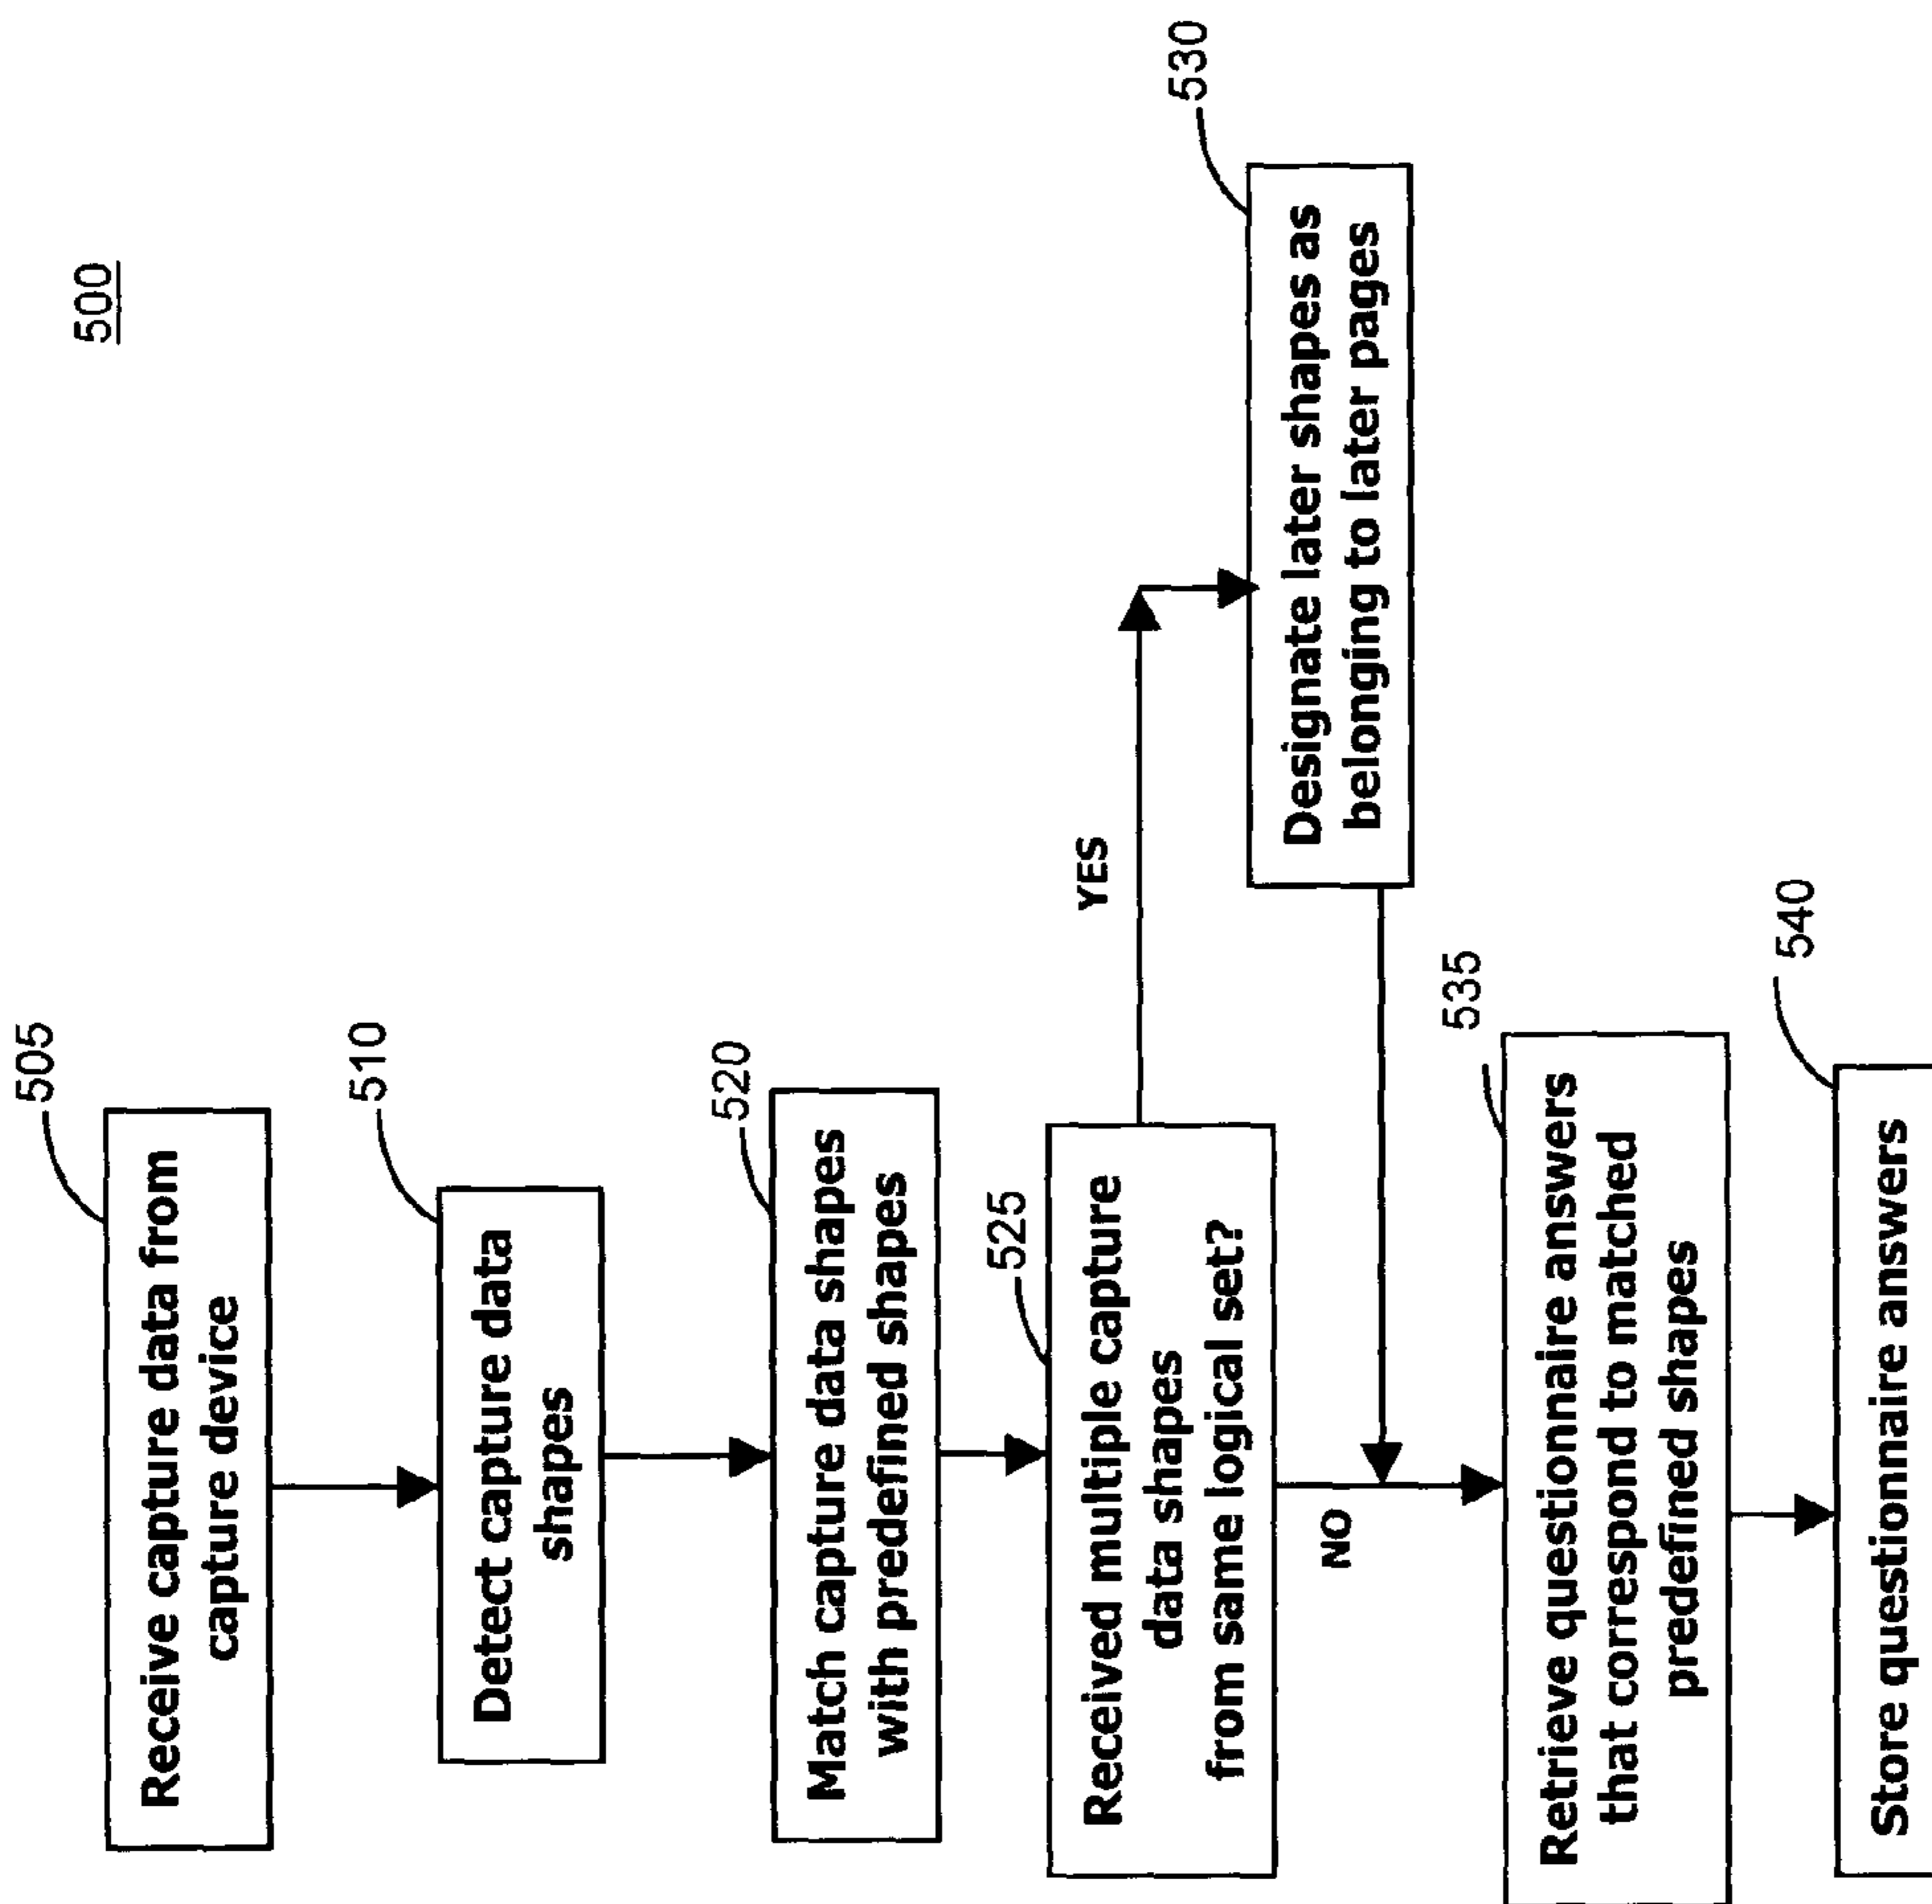 500
505
Receive capture data from
capture device
510
Detect capture data
shapes
520
Match capture data shapes
with predefined shapes
525
Received multiple capture
data shapes
from same logical set?
YES
530
Designate later shapes as
belonging to later pages
NO
535
Retrieve questionnaire answers
that correspond to matched
predefined shapes
540
Store questionnaire answers